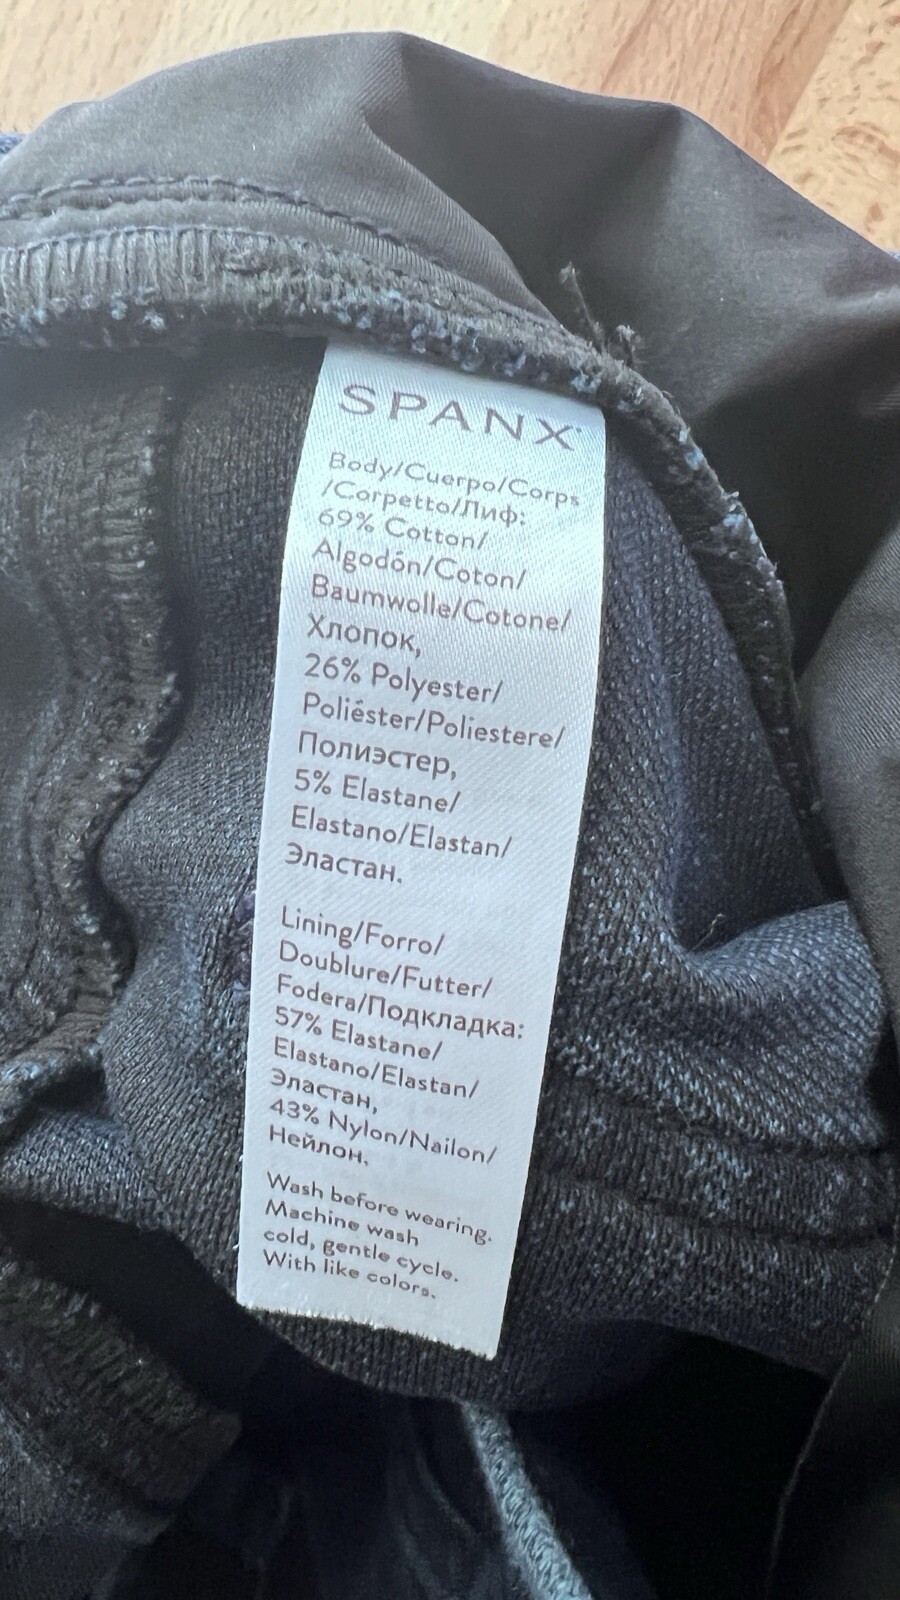 SPANX®
Body/Cuerpo/Corps
/Corpetto/Лиф:
69% Cotton/
Algodón/Coton/
Baumwolle/Cotone/
Хлопок,
26% Polyester/
Poliéster/Poliestere/
Полиэстер,
5% Elastane/
Elastano/Elastan/
Эластан.
Lining/Forro/
Doublure/Futter/
Fodera/Подкладка:
57% Elastane/
Elastano/Elastan/
Эластан,
43% Nylon/Nailon/
Нейлон.
Wash before wearing.
Machine wash
cold, gentle cycle.
With like colors.